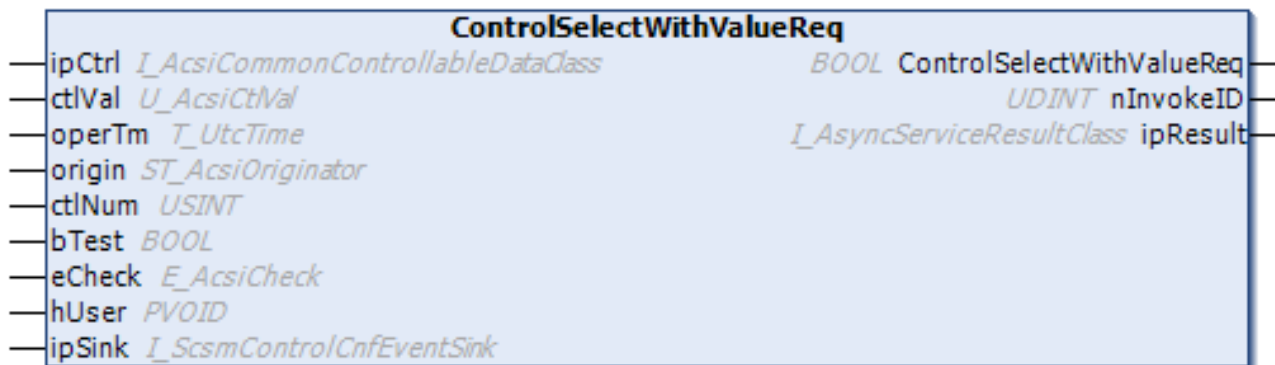 ControlSelectWithValueReq
ipCtrl I_AcsiCommonControllableDataClass BOOL ControlSelectWithValueReq
ctlVal U_AcsiCtlVal UDINT nInvokeID
operTm T_UtcTime I_AsyncServiceResultClass ipResult
origin ST_AcsiOriginator
ctlNum USINT
bTest BOOL
eCheck E_AcsiCheck
hUser PVOID
ipSink I_ScsmControlCnfEventSink